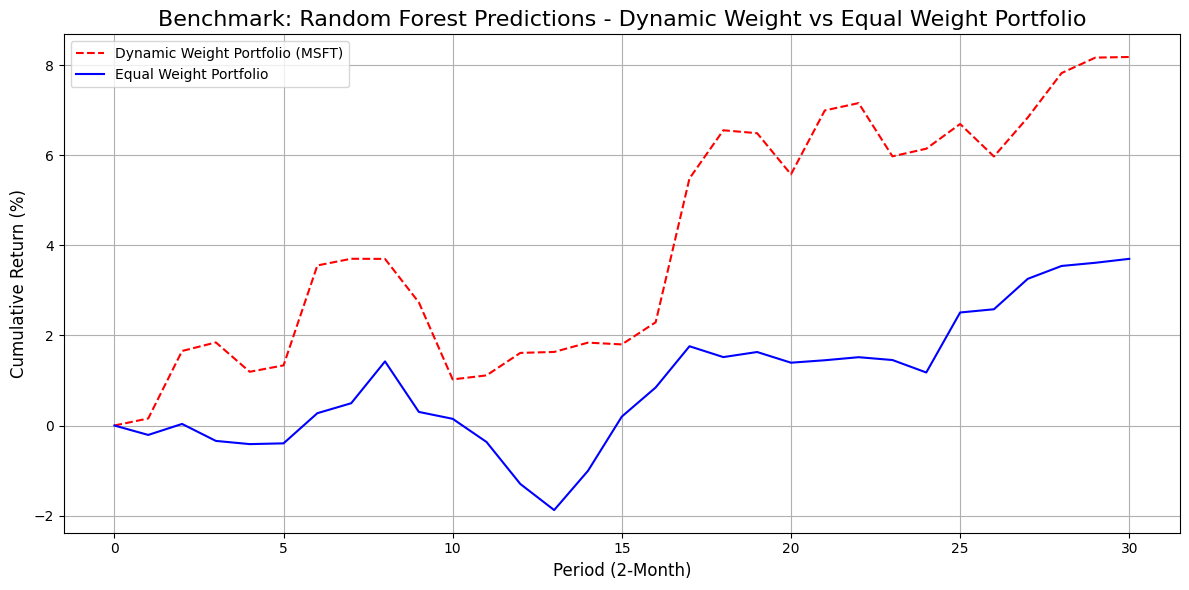 Benchmark: Random Forest Predictions - Dynamic Weight vs Equal Weight Portfolio
Dynamic Weight Portfolio (MSFT)
Equal Weight Portfolio
Cumulative Return (%)
8
6
4
2
0
−2
0 5 10 15 20 25 30
Period (2-Month)